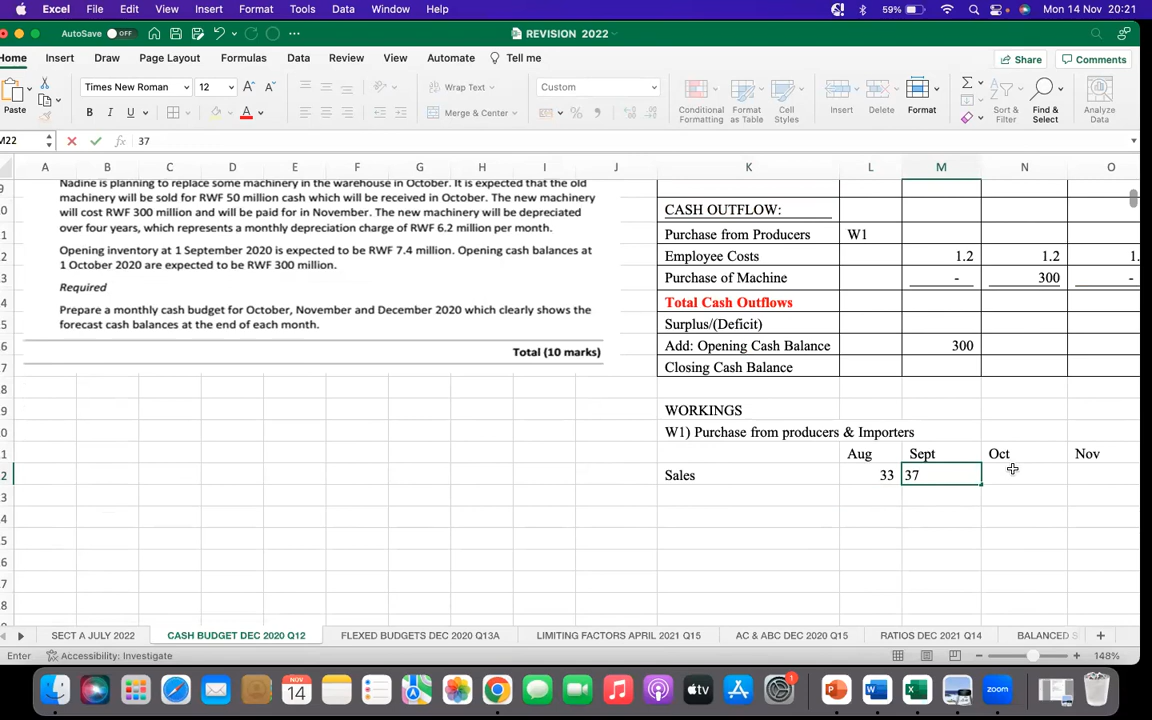 Excel File Edit View Insert Format Tools Data Window Help 59% Mon 14 Nov 20:21
AutoSave OFF REVISION 2022
Home Insert Draw Page Layout Formulas Data Review View Automate Tell me Share Comments
Paste Times New Roman 12 Wrap Text Custom
B I U A Merge & Center Conditional Formatting Format as Table Cell Styles Insert Delete Format Sort & Filter Find & Select Analyze Data
M22 fx 37
A B C D E F G H I J K L M N O
Nadine is planning to replace some machinery in the warehouse in October. It is expected that the old
machinery will be sold for RWF 50 million cash which will be received in October. The new machinery
will cost RWF 300 million and will be paid for in November. The new machinery will be depreciated
over four years, which represents a monthly depreciation charge of RWF 6.2 million per month.
Opening inventory at 1 September 2020 is expected to be RWF 7.4 million. Opening cash balances at
1 October 2020 are expected to be RWF 300 million.
Required
Prepare a monthly cash budget for October, November and December 2020 which clearly shows the
forecast cash balances at the end of each month.
Total (10 marks)
CASH OUTFLOW:
Purchase from Producers W1
Employee Costs 1.2 1.2 1.
Purchase of Machine - 300 -
Total Cash Outflows
Surplus/(Deficit)
Add: Opening Cash Balance 300
Closing Cash Balance
WORKINGS
W1) Purchase from producers & Importers
Aug Sept Oct Nov
Sales 33 37
SECT A JULY 2022 CASH BUDGET DEC 2020 Q12 FLEXED BUDGETS DEC 2020 Q13A LIMITING FACTORS APRIL 2021 Q15 AC & ABC DEC 2020 Q15 RATIOS DEC 2021 Q14 BALANCED S
Enter Accessibility: Investigate 148%
NOV 14 tv 1 zoom